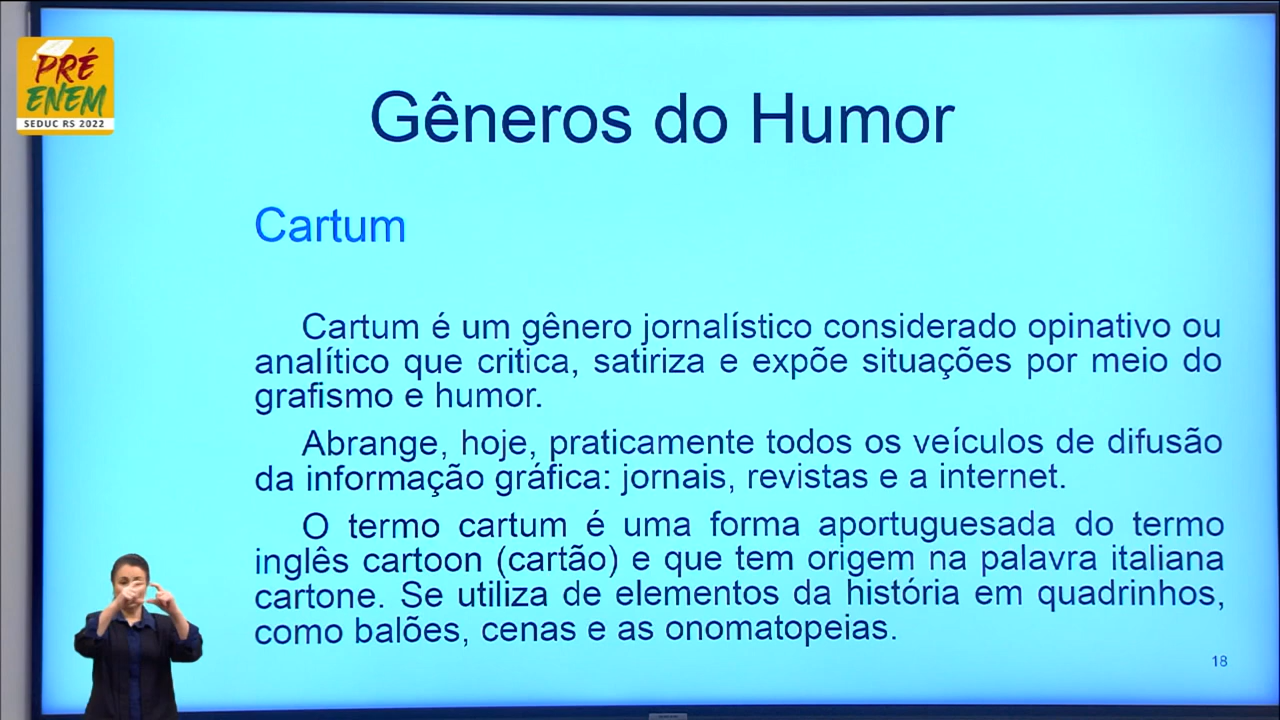 PRÉ
ENEM
SEDUC RS 2022
Gêneros do Humor
Cartum
Cartum é um gênero jornalístico considerado opinativo ou
analítico que critica, satiriza e expõe situações por meio do
grafismo e humor.
Abrange, hoje, praticamente todos os veículos de difusão
da informação gráfica: jornais, revistas e a internet.
O termo cartum é uma forma aportuguesada do termo
inglês cartoon (cartão) e que tem origem na palavra italiana
cartone. Se utiliza de elementos da história em quadrinhos,
como balões, cenas e as onomatopeias.
18